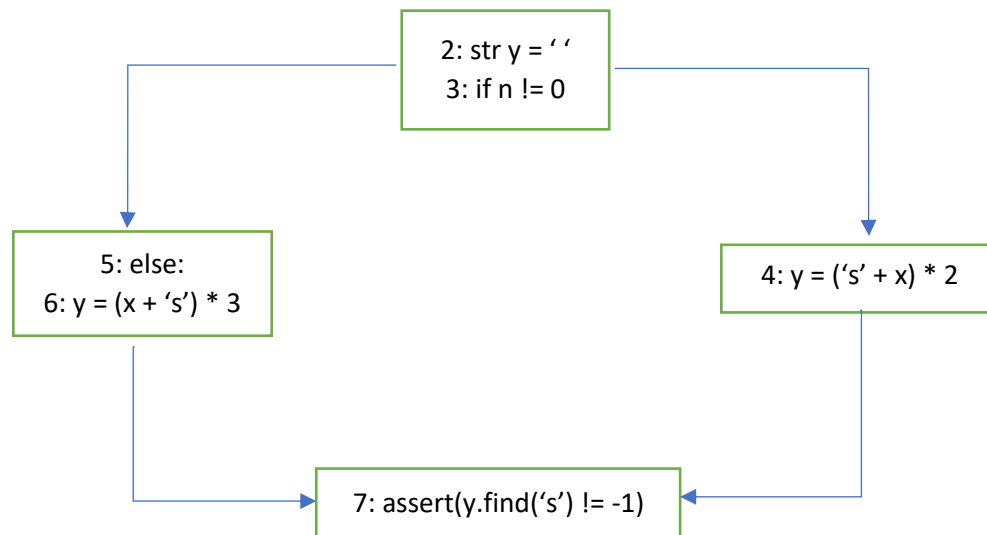 2: str y = ‘ ‘
3: if n != 0
5: else:
6: y = (x + ‘s’) * 3
4: y = (‘s’ + x) * 2
7: assert(y.find(‘s’) != -1)